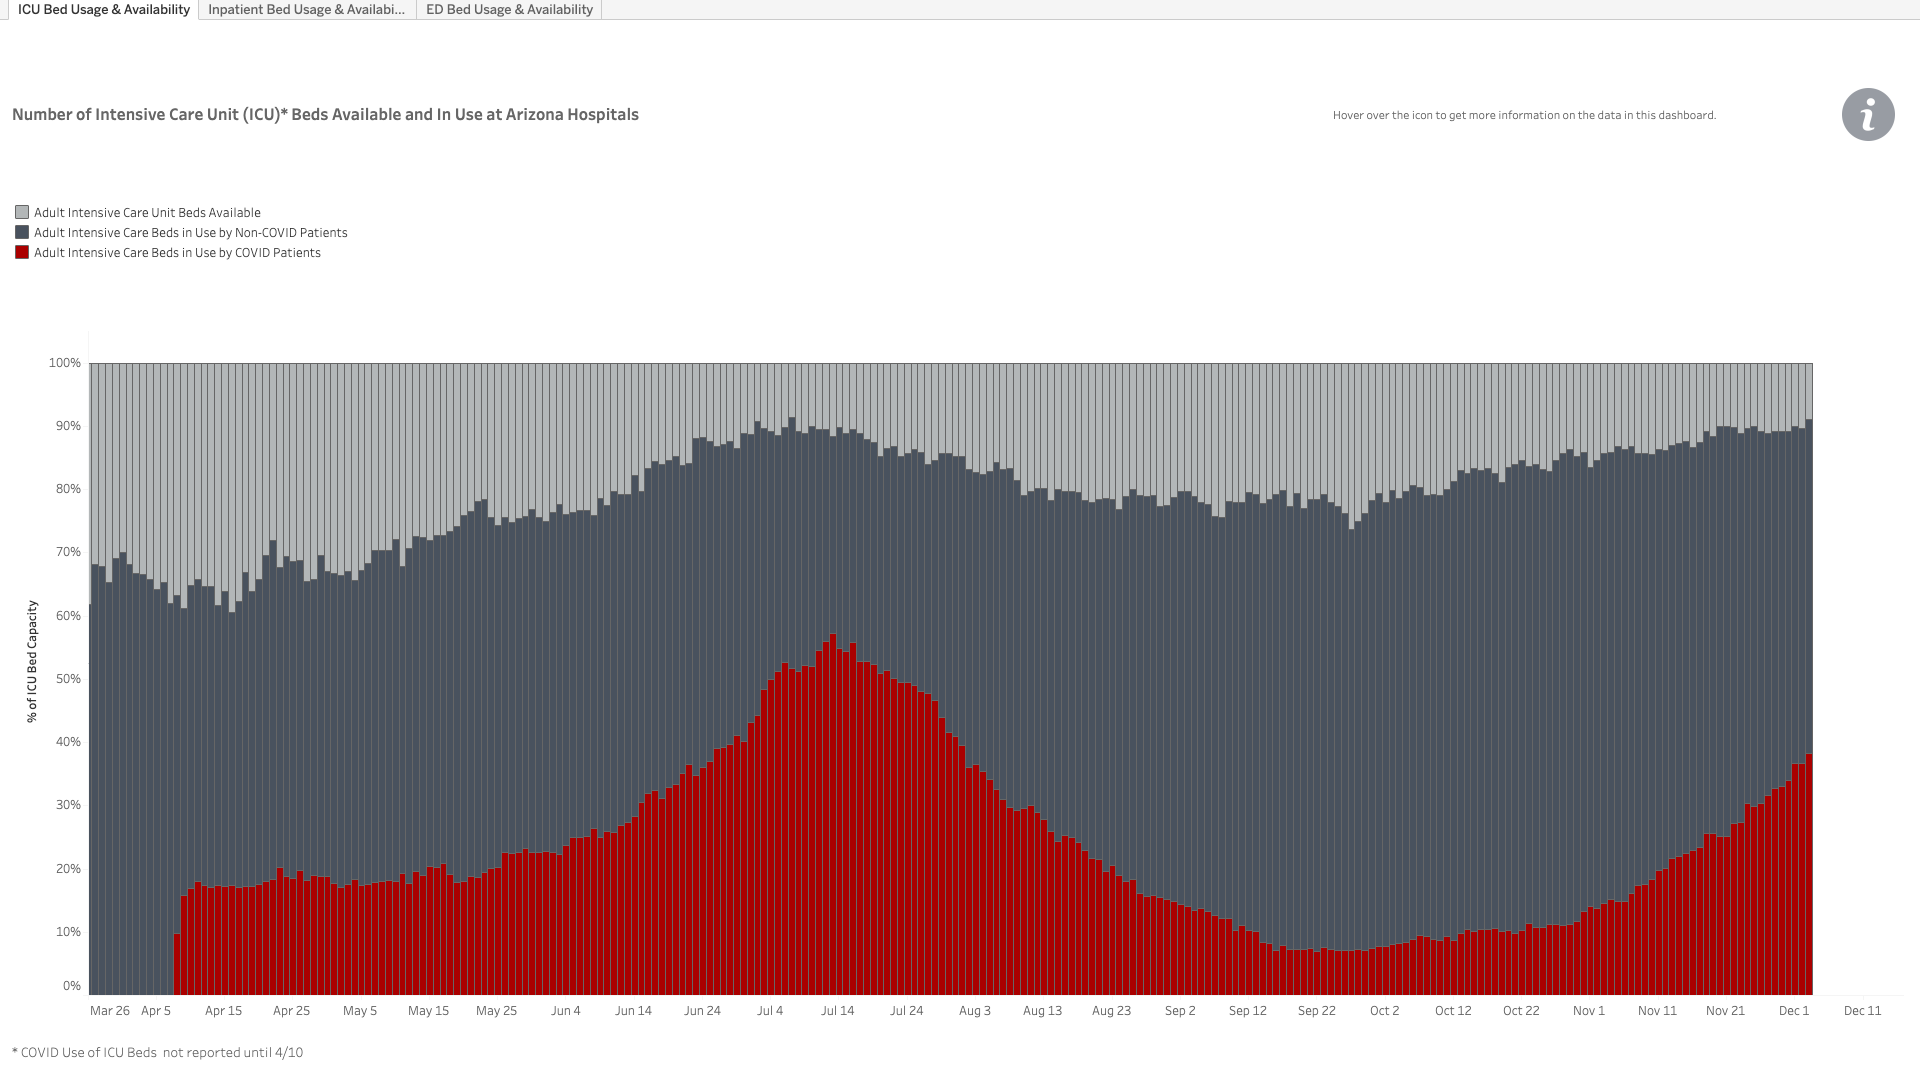 ICU Bed Usage & Availability
Inpatient Bed Usage & Availabi...
ED Bed Usage & Availability
Number of Intensive Care Unit (ICU)* Beds Available and In Use at Arizona Hospitals
Hover over the icon to get more information on the data in this dashboard.
i
Adult Intensive Care Unit Beds Available
Adult Intensive Care Beds in Use by Non-COVID Patients
Adult Intensive Care Beds in Use by COVID Patients
% of ICU Bed Capacity
100%
90%
80%
70%
60%
50%
40%
30%
20%
10%
0%
Mar 26 Apr 5 Apr 15 Apr 25 May 5 May 15 May 25 Jun 4 Jun 14 Jun 24 Jul 4 Jul 14 Jul 24 Aug 3 Aug 13 Aug 23 Sep 2 Sep 12 Sep 22 Oct 2 Oct 12 Oct 22 Nov 1 Nov 11 Nov 21 Dec 1 Dec 11
* COVID Use of ICU Beds not reported until 4/10